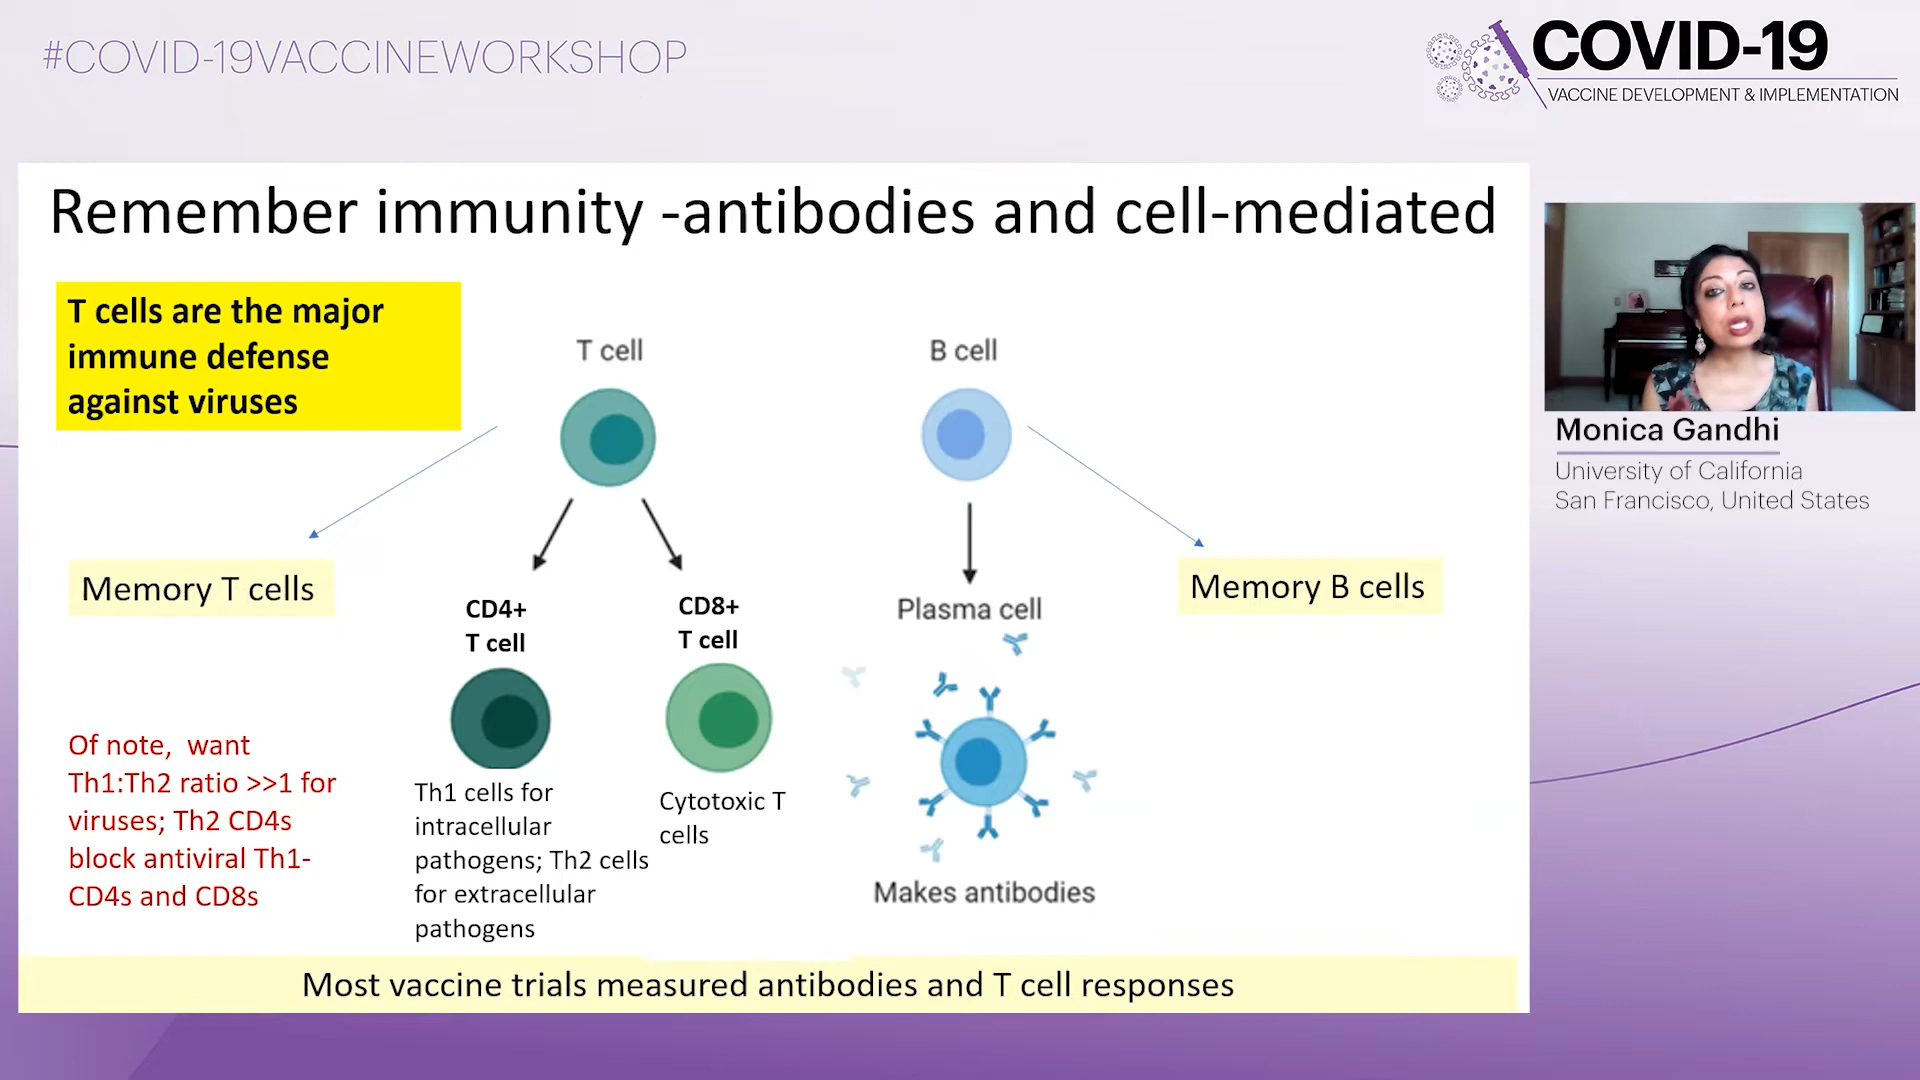 #COVID-19VACCINEWORKSHOP
COVID-19
VACCINE DEVELOPMENT & IMPLEMENTATION
Remember immunity -antibodies and cell-mediated
T cells are the major
immune defense
against viruses
T cell
B cell
Monica Gandhi
University of California
San Francisco, United States
Memory T cells
CD4+
T cell
CD8+
T cell
Plasma cell
Memory B cells
Of note,  want
Th1:Th2 ratio >>1 for
viruses; Th2 CD4s
block antiviral Th1-
CD4s and CD8s
Th1 cells for
intracellular
pathogens; Th2 cells
for extracellular
pathogens
Cytotoxic T
cells
Makes antibodies
Most vaccine trials measured antibodies and T cell responses